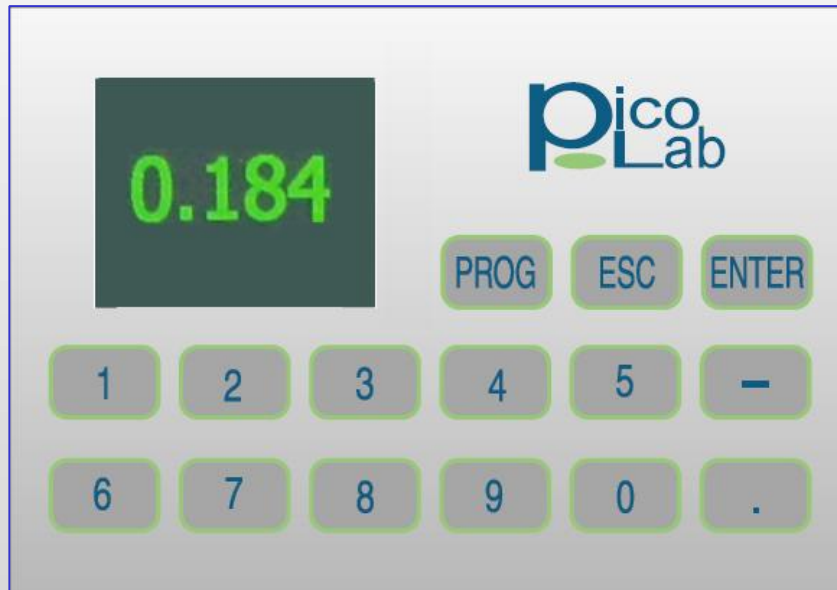 pico
Lab
0.184
PROG ESC ENTER
1 2 3 4 5 –
6 7 8 9 0 .